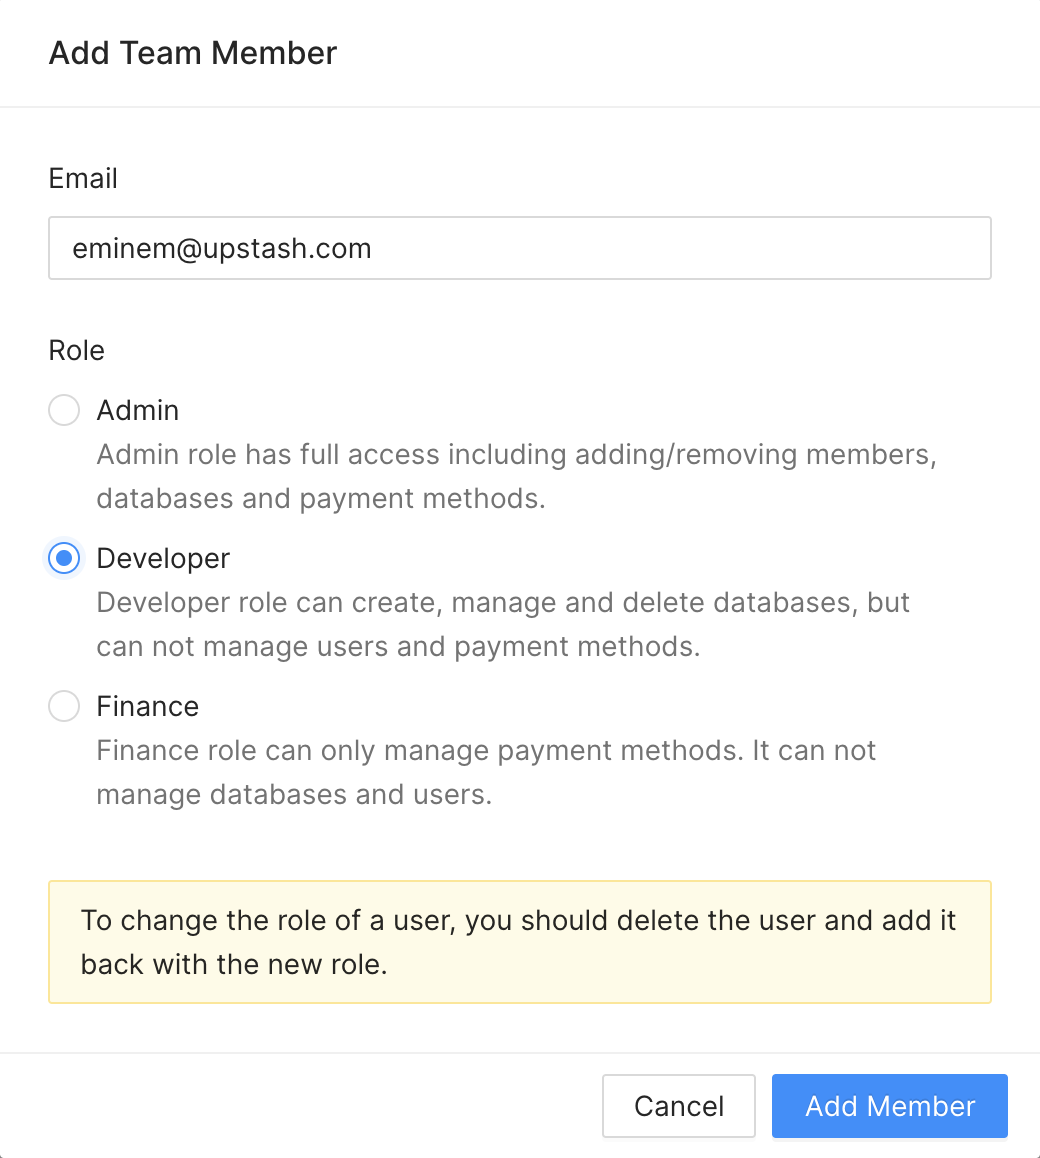 Add Team Member
Email
eminem@upstash.com
Role
Admin
Admin role has full access including adding/removing members,
databases and payment methods.
Developer
Developer role can create, manage and delete databases, but
can not manage users and payment methods.
Finance
Finance role can only manage payment methods. It can not
manage databases and users.
To change the role of a user, you should delete the user and add it
back with the new role.
Cancel
Add Member